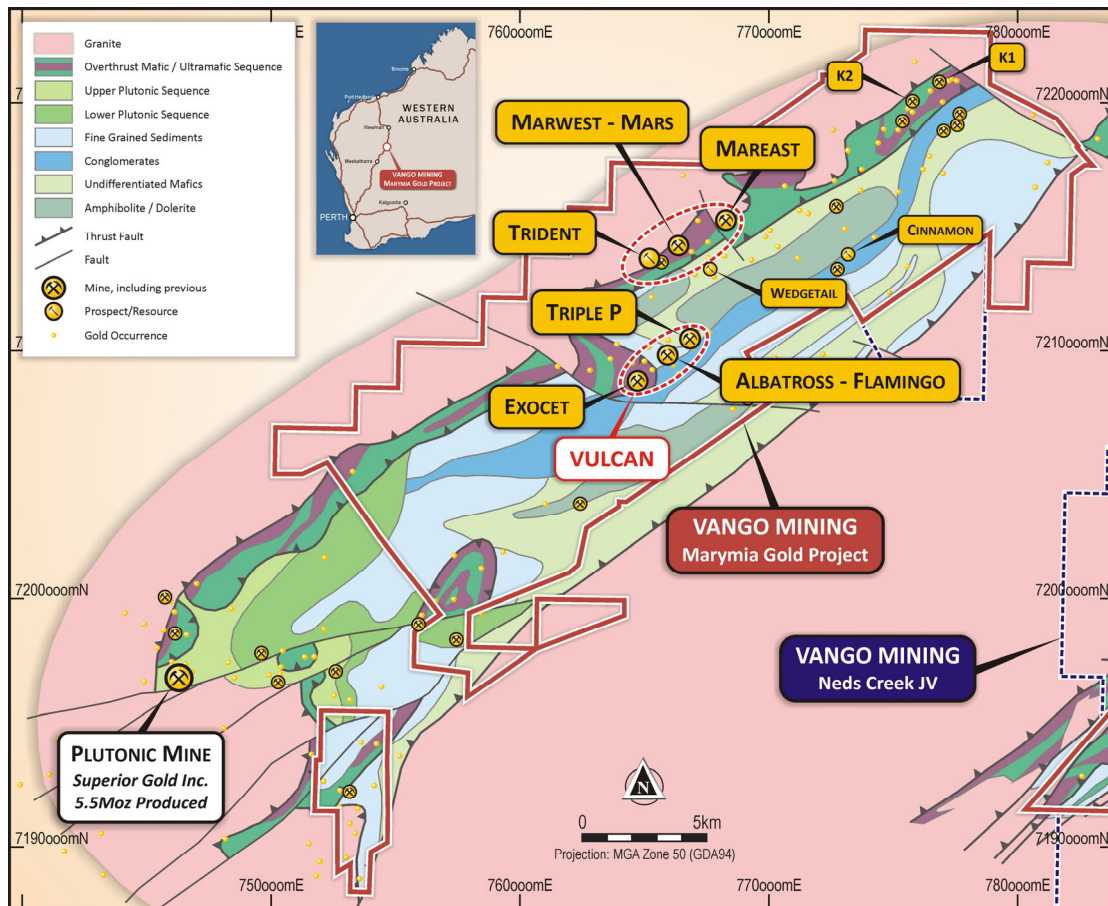 760000mE
770000mE
780000mE
Granite
Overthrust Mafic / Ultramafic Sequence
Upper Plutonic Sequence
Lower Plutonic Sequence
Fine Grained Sediments
Conglomerates
Undifferentiated Mafics
Amphibolite / Dolerite
Thrust Fault
Fault
Mine, including previous
Prospect/Resource
Gold Occurrence
Broome
Port Hedland
WESTERN
AUSTRALIA
Newman
Meekatharra
VANGO MINING
Marymia Gold Project
Kalgoorlie
PERTH
K2
K1
7220000mN
MARWEST - MARS
MAREAST
TRIDENT
CINNAMON
WEDGETAIL
TRIPLE P
7210000mN
ALBATROSS - FLAMINGO
EXOCET
VULCAN
VANGO MINING
Marymia Gold Project
7200000mN
7200000mN
VANGO MINING
Neds Creek JV
PLUTONIC MINE
Superior Gold Inc.
5.5Moz Produced
N
0 5km
Projection: MGA Zone 50 (GDA94)
7190000mN
7190000mN
750000mE
760000mE
770000mE
780000mE